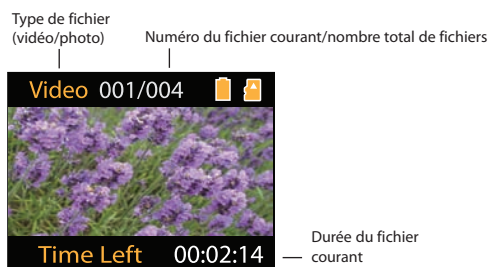 Type de fichier
(vidéo/photo)
Numéro du fichier courant/nombre total de fichiers
Video 001/004
Time Left 00:02:14
Durée du fichier
courant